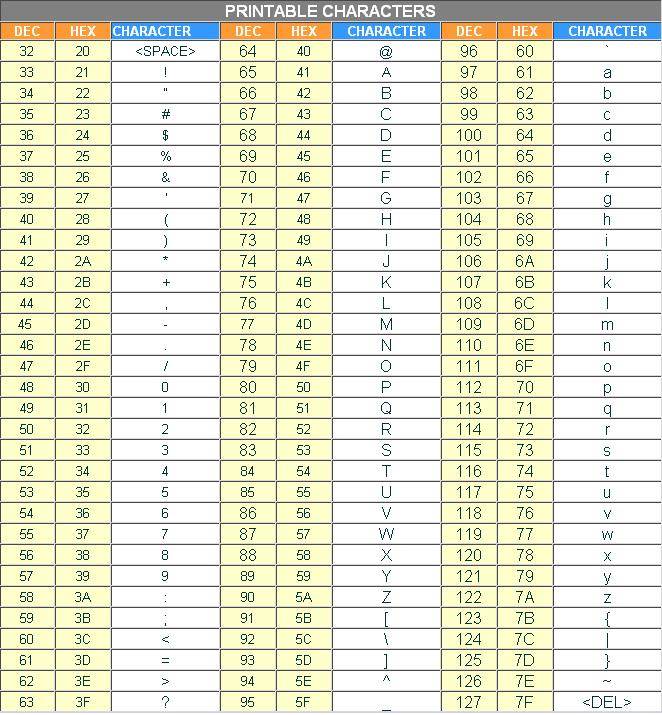 PRINTABLE CHARACTERS
DEC HEX CHARACTER DEC HEX CHARACTER DEC HEX CHARACTER
32 20 <SPACE> 64 40 @ 96 60 `
33 21 ! 65 41 A 97 61 a
34 22 " 66 42 B 98 62 b
35 23 # 67 43 C 99 63 c
36 24 $ 68 44 D 100 64 d
37 25 % 69 45 E 101 65 e
38 26 & 70 46 F 102 66 f
39 27 ' 71 47 G 103 67 g
40 28 ( 72 48 H 104 68 h
41 29 ) 73 49 I 105 69 i
42 2A * 74 4A J 106 6A j
43 2B + 75 4B K 107 6B k
44 2C , 76 4C L 108 6C l
45 2D - 77 4D M 109 6D m
46 2E . 78 4E N 110 6E n
47 2F / 79 4F O 111 6F o
48 30 0 80 50 P 112 70 p
49 31 1 81 51 Q 113 71 q
50 32 2 82 52 R 114 72 r
51 33 3 83 53 S 115 73 s
52 34 4 84 54 T 116 74 t
53 35 5 85 55 U 117 75 u
54 36 6 86 56 V 118 76 v
55 37 7 87 57 W 119 77 w
56 38 8 88 58 X 120 78 x
57 39 9 89 59 Y 121 79 y
58 3A : 90 5A Z 122 7A z
59 3B ; 91 5B [ 123 7B {
60 3C < 92 5C \ 124 7C |
61 3D = 93 5D ] 125 7D }
62 3E > 94 5E ^ 126 7E ~
63 3F ? 95 5F _ 127 7F <DEL>